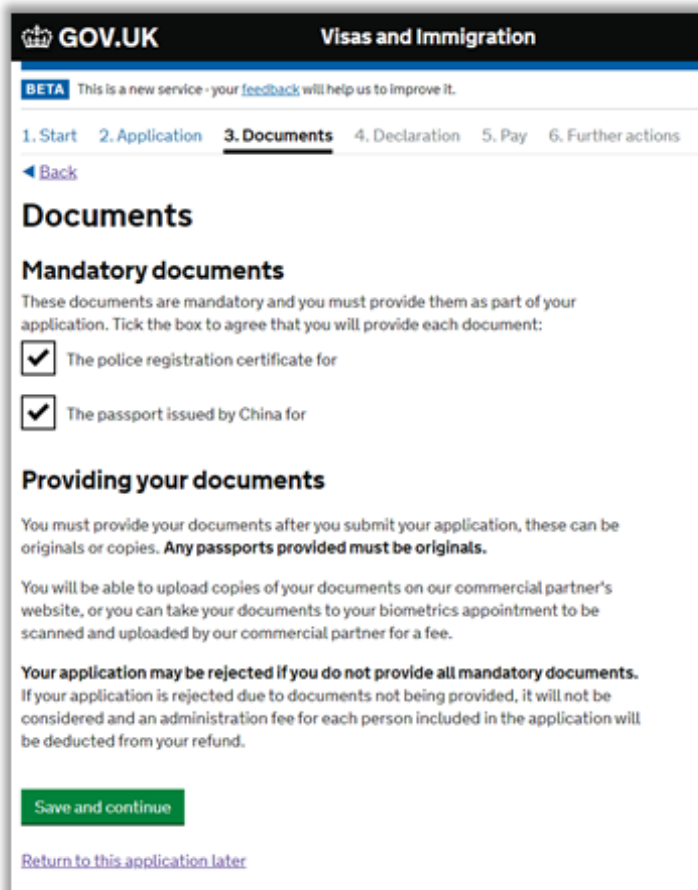 GOV.UK Visas and Immigration
BETA This is a new service - your feedback will help us to improve it.
1. Start 2. Application 3. Documents 4. Declaration 5. Pay 6. Further actions
Back
Documents
Mandatory documents
These documents are mandatory and you must provide them as part of your
application. Tick the box to agree that you will provide each document:
The police registration certificate for
The passport issued by China for
Providing your documents
You must provide your documents after you submit your application, these can be
originals or copies. Any passports provided must be originals.
You will be able to upload copies of your documents on our commercial partner's
website, or you can take your documents to your biometrics appointment to be
scanned and uploaded by our commercial partner for a fee.
Your application may be rejected if you do not provide all mandatory documents.
If your application is rejected due to documents not being provided, it will not be
considered and an administration fee for each person included in the application will
be deducted from your refund.
Save and continue
Return to this application later